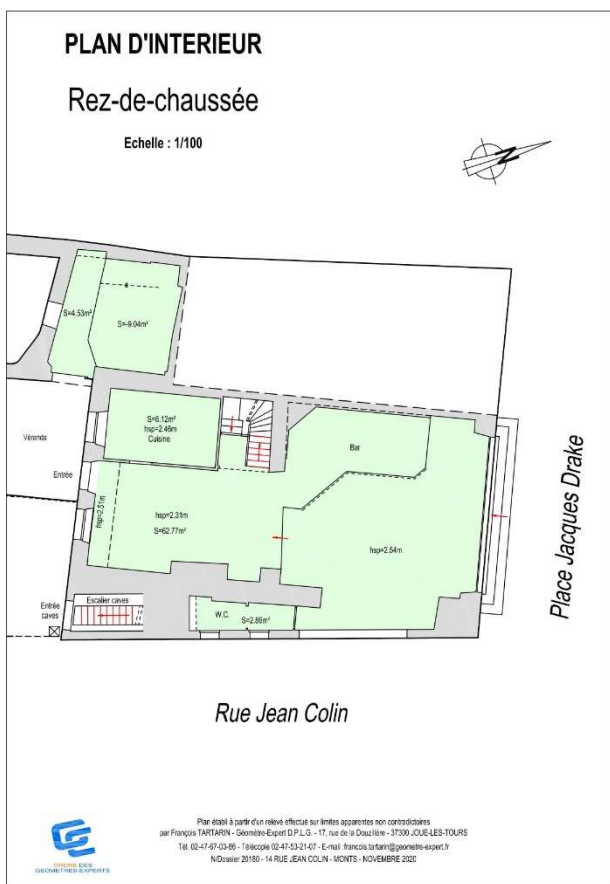 PLAN D'INTERIEUR
Rez-de-chaussée
Echelle : 1/100
N
S=4.53m²
S=9.04m²
S=8.12m²
hsp=2.46m
Cuisine
Véranda
Entrée
Bar
hsp=2.51m
hsp=2.31m
S=62.77m²
hsp=2.54m
Place Jacques Drake
Escalier caves
Entrée
caves
W.C.
S=2.88m²
Rue Jean Colin
Plan établi à partir d'un relevé effectué sur limites apparentes non contradictoires
par François TARTARIN - Géomètre-Expert D.P.L.G. - 17, rue de la Douzillère - 37300 JOUE-LES-TOURS
Tél. 02-47-67-03-86 - Télécopie 02-47-53-21-07 - E-mail :francois.tartarin@geometre-expert.fr
N/Dossier 20180 - 14 RUE JEAN COLIN - MONTS - NOVEMBRE 2020
ORDRE DES
GEOMETRES-EXPERTS